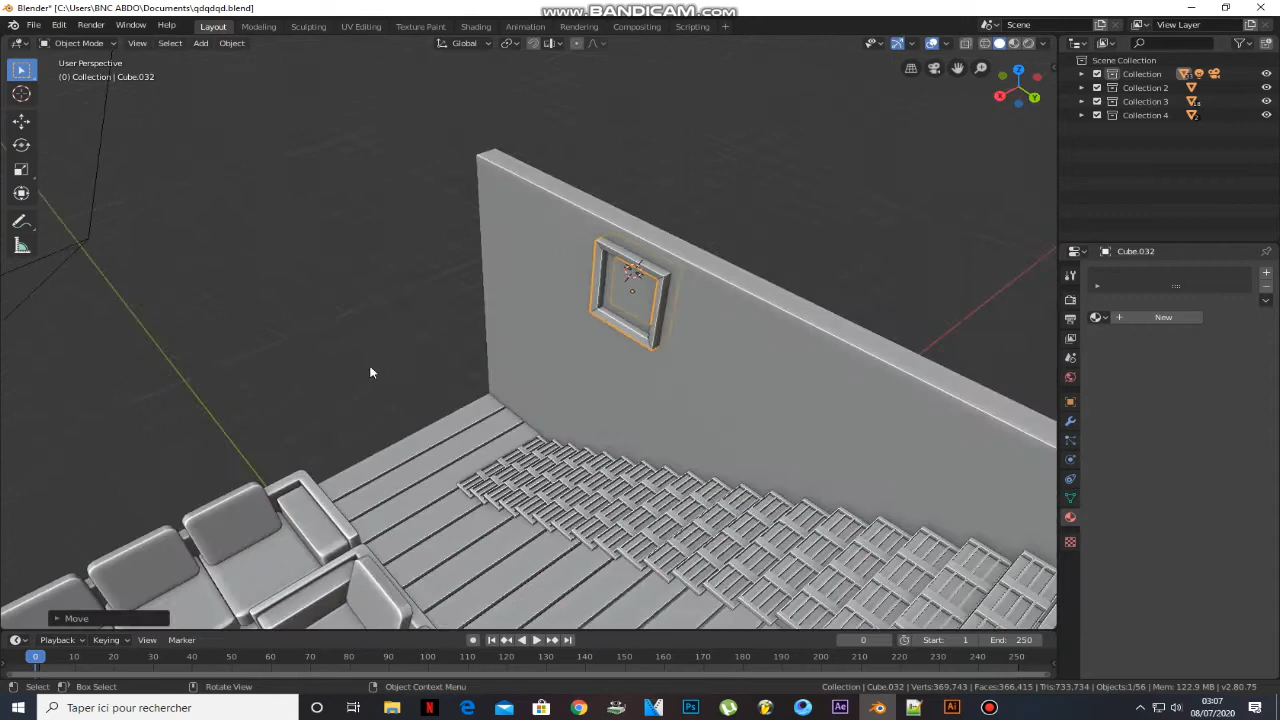 Blender* [C:\Users\BNC ABDO\Documents\qdqdqd.blend]
www.BANDICAM.com
File Edit Render Window Help
Layout Modeling Sculpting UV Editing Texture Paint Shading Animation Rendering Compositing Scripting +
Scene
View Layer
Object Mode View Select Add Object
Global
User Perspective
(0) Collection | Cube.032
Z
X
Y
Scene Collection
Collection
Collection 2
Collection 3
Collection 4
Cube.032
New
Move
Playback Keying View Marker
0
Start: 1
End: 250
0 10 20 30 40 50 60 70 80 90 100 110 120 130 140 150 160 170 180 190 200 210 220 230 240 250
Select Box Select Rotate View Object Context Menu
Collection | Cube.032 | Verts:369,743 | Faces:366,415 | Tris:733,734 | Objects:1/56 | Mem: 122.9 MB | v2.80.75
Taper ici pour rechercher
03:07
08/07/2020